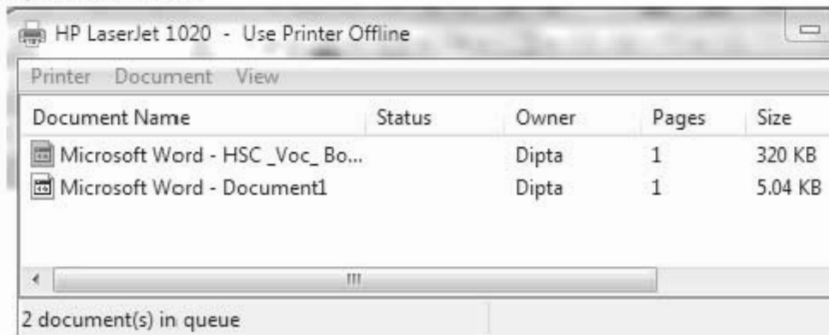 HP LaserJet 1020 - Use Printer Offline
Printer Document View
Document Name Status Owner Pages Size
Microsoft Word - HSC _Voc_ Bo... Dipta 1 320 KB
Microsoft Word - Document1 Dipta 1 5.04 KB
2 document(s) in queue